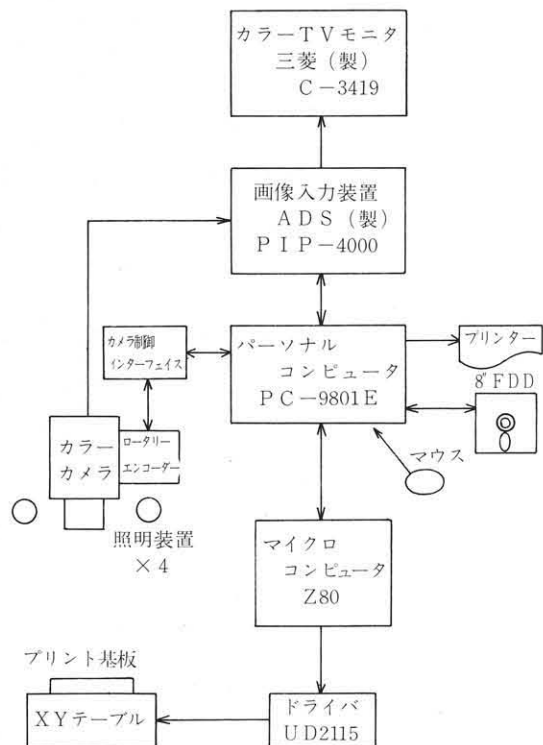 カラーTVモニタ
三菱(製)
C-3419
画像入力装置
ADS(製)
PIP-4000
カメラ制御
インターフェイス
パーソナル
コンピュータ
PC-9801E
プリンター
8"FDD
カラー
カメラ
ロータリー
エンコーダー
マウス
照明装置
×4
マイクロ
コンピュータ
Z80
プリント基板
XYテーブル
ドライバ
UD2115